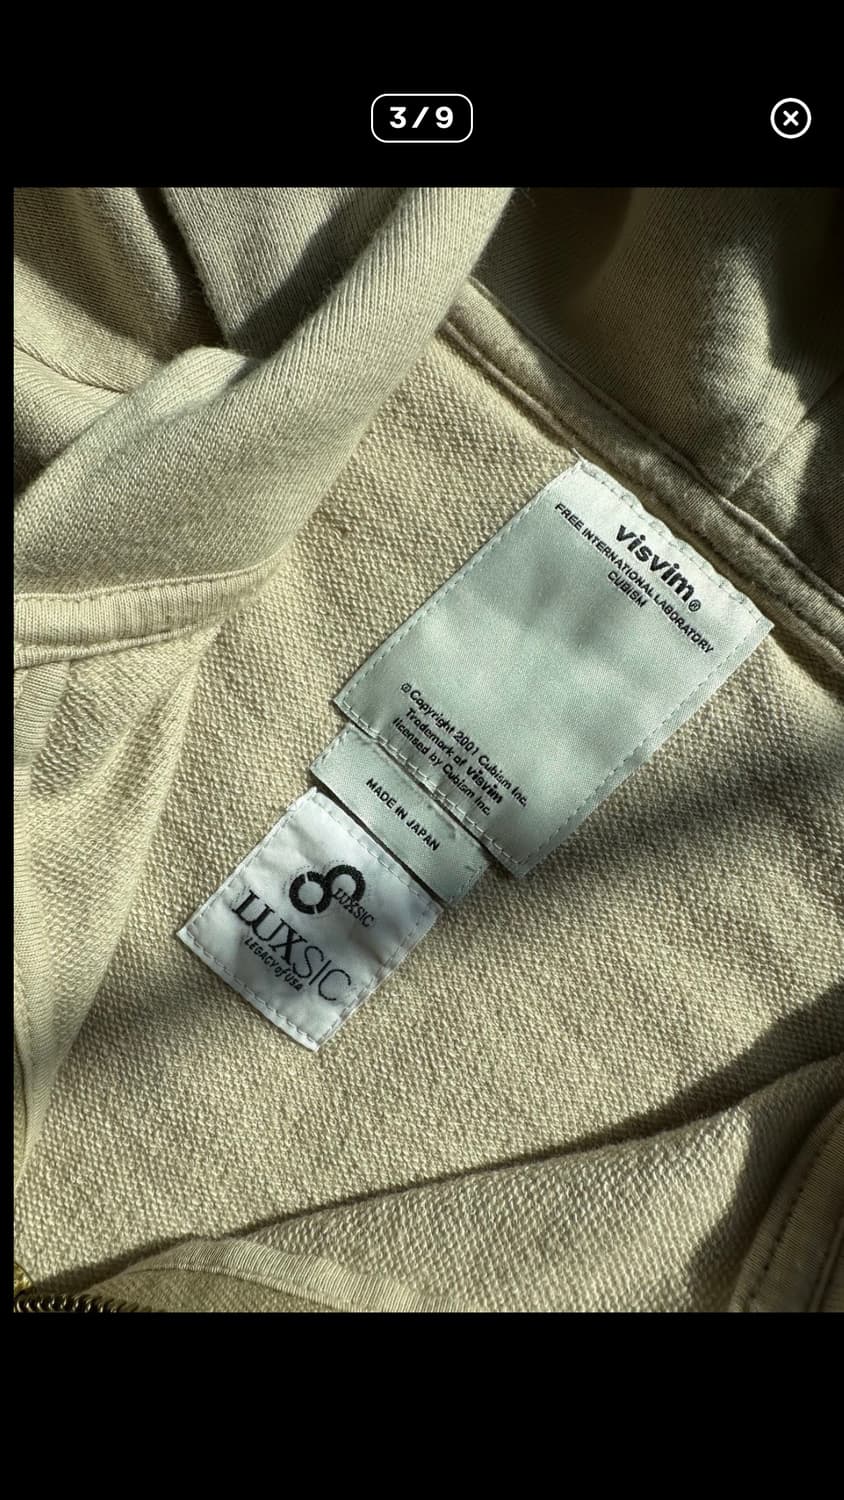 3/9
visvim®
FREE INTERNATIONAL LABORATORY
CUBISM
© Copyright 2001 Cubism Inc.
Trademark of visvim
licensed by Cubism Inc.
MADE IN JAPAN
LUXSIC
LUXS|C
LEGACY of USA